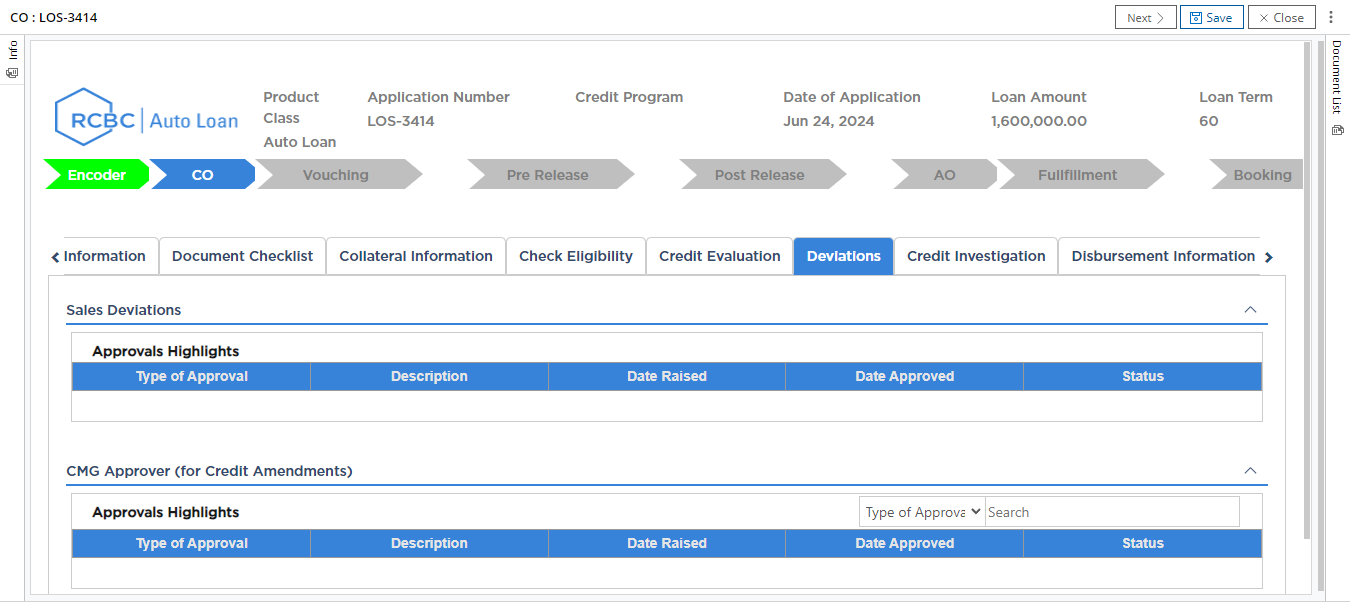 CO : LOS-3414
Next
Save
Close
Info
Document List
RCBC Auto Loan
Product Class
Auto Loan
Application Number
LOS-3414
Credit Program
Date of Application
Jun 24, 2024
Loan Amount
1,600,000.00
Loan Term
60
Encoder
CO
Vouching
Pre Release
Post Release
AO
Fullfillment
Booking
Information
Document Checklist
Collateral Information
Check Eligibility
Credit Evaluation
Deviations
Credit Investigation
Disbursement Information
Sales Deviations
Approvals Highlights
Type of Approval Description Date Raised Date Approved Status
CMG Approver (for Credit Amendments)
Approvals Highlights
Type of Approva Search
Type of Approval Description Date Raised Date Approved Status